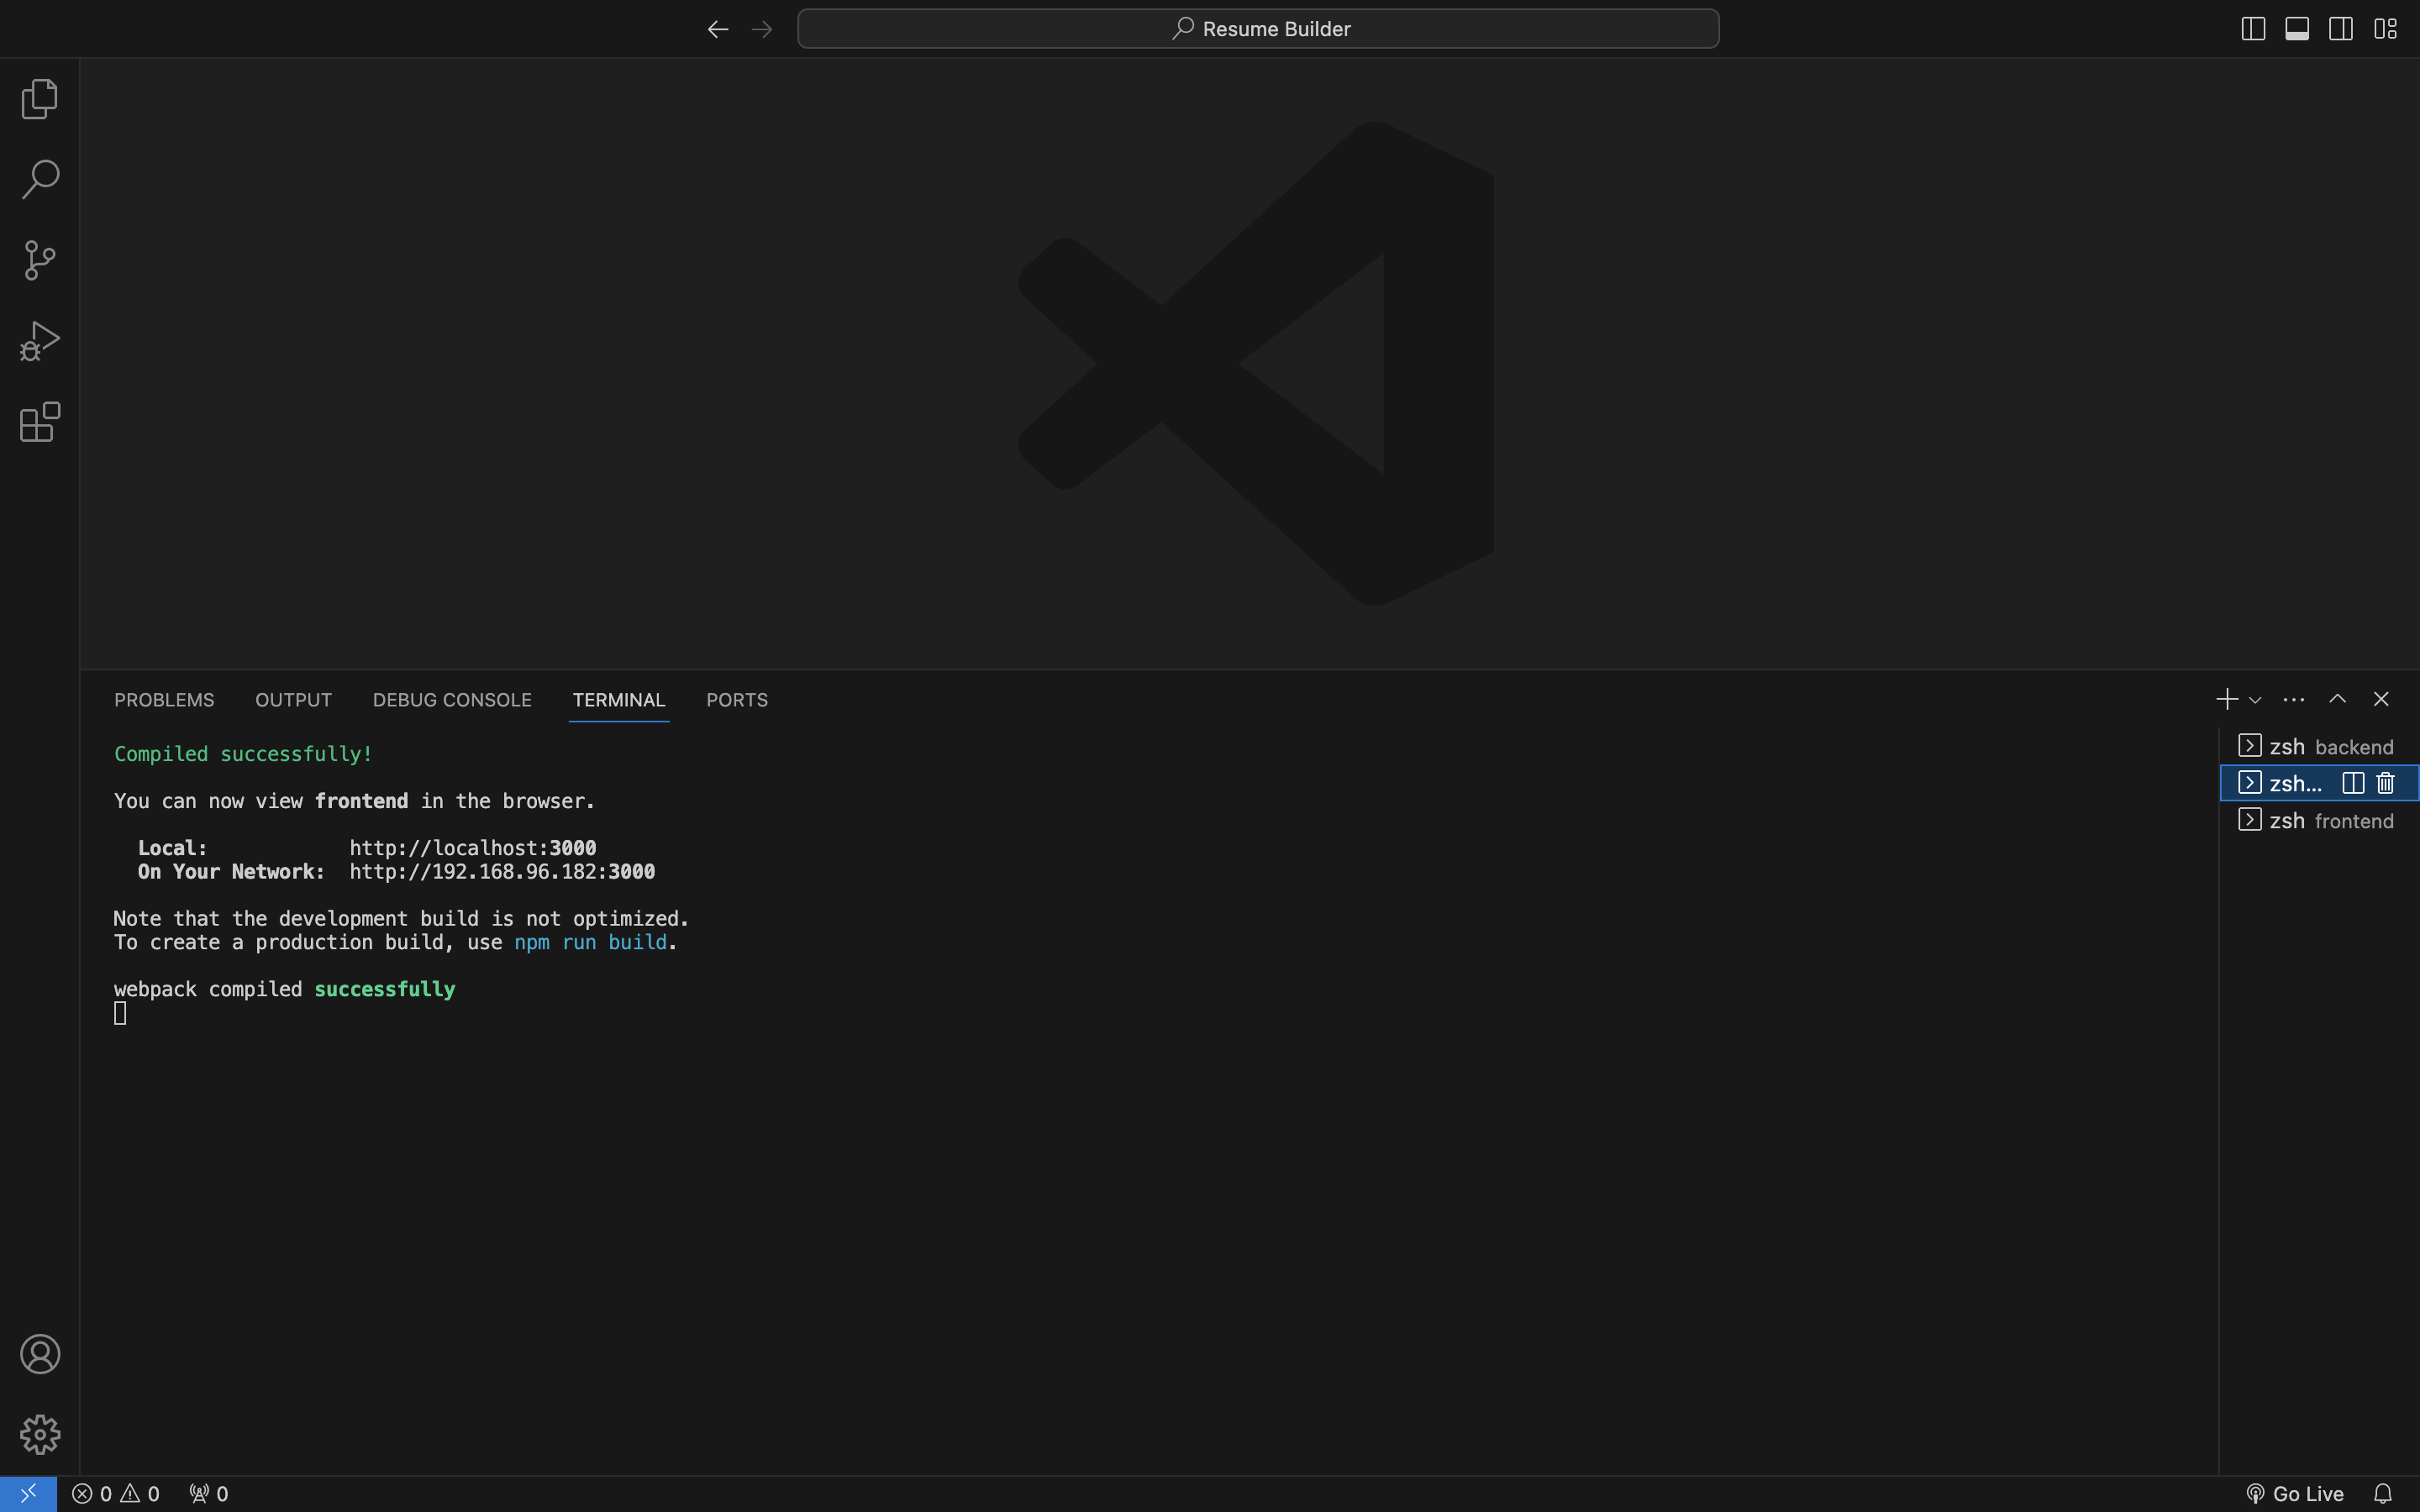 Resume Builder
PROBLEMS OUTPUT DEBUG CONSOLE TERMINAL PORTS
Compiled successfully!
You can now view frontend in the browser.
Local: http://localhost:3000
On Your Network: http://192.168.96.182:3000
Note that the development build is not optimized.
To create a production build, use npm run build.
webpack compiled successfully
zsh backend
zsh...
zsh frontend
0 0 0
Go Live